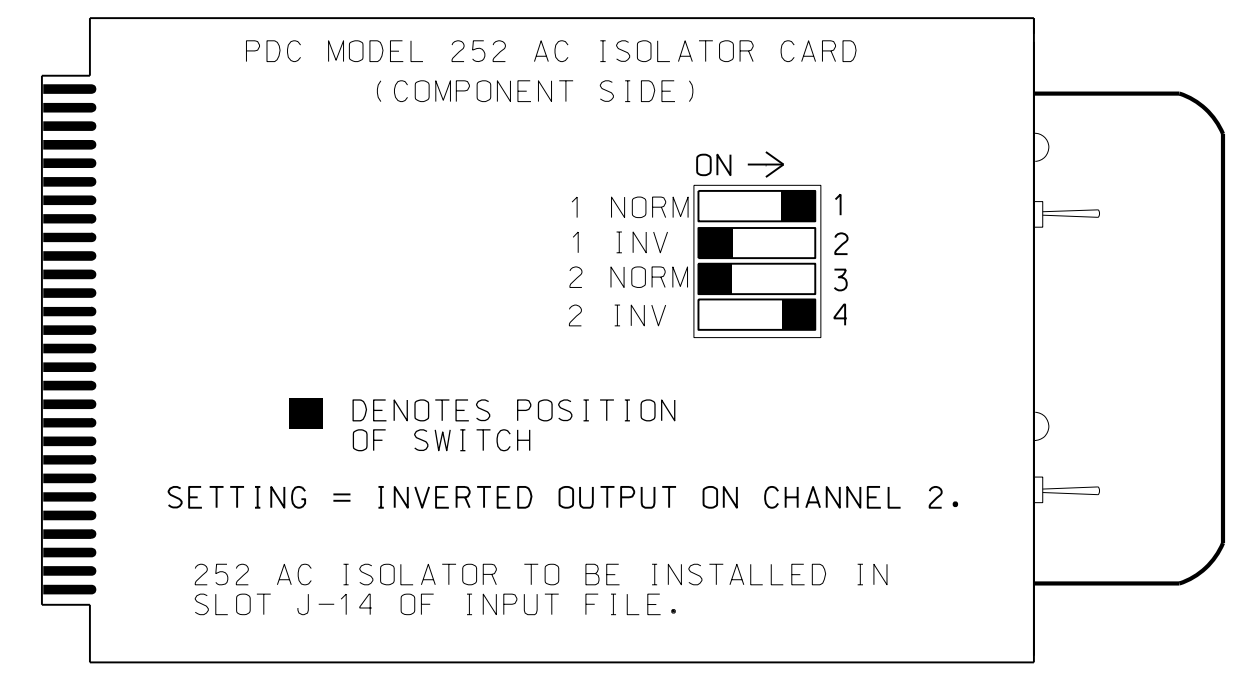 PDC MODEL 252 AC ISOLATOR CARD
(COMPONENT SIDE)
ON →
1 NORM 1
1 INV 2
2 NORM 3
2 INV 4
DENOTES POSITION
OF SWITCH
SETTING = INVERTED OUTPUT ON CHANNEL 2.
252 AC ISOLATOR TO BE INSTALLED IN
SLOT J-14 OF INPUT FILE.